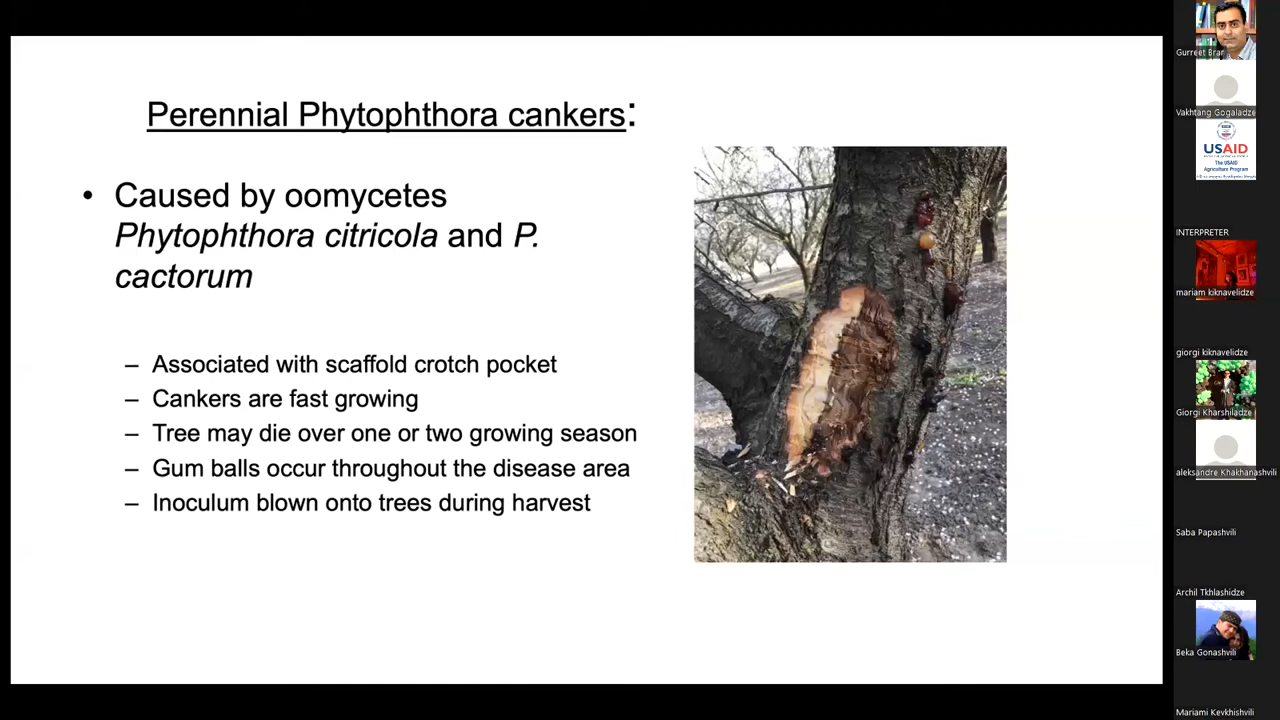 Perennial Phytophthora cankers:
• Caused by oomycetes
Phytophthora citricola and P.
cactorum
– Associated with scaffold crotch pocket
– Cankers are fast growing
– Tree may die over one or two growing season
– Gum balls occur throughout the disease area
– Inoculum blown onto trees during harvest
Gurreet Brar
Vakhtang Gogaladze
USAID
The USAID
Agriculture Program
INTERPRETER
mariam kiknavelidze
giorgi kiknavelidze
Giorgi Kharshiladze
aleksandre Khakhanashvili
Saba Papashvili
Archil Tkhlashidze
Beka Gonashvili
Mariami Kevkhishvili